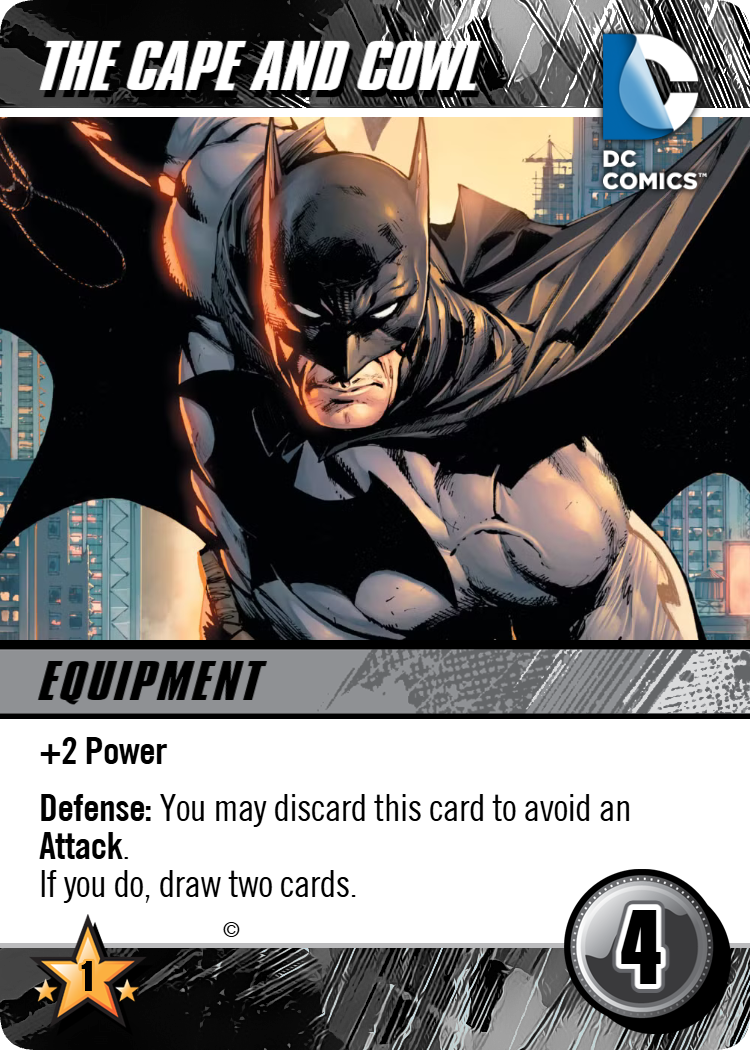 THE CAPE AND COWL
DC
COMICS™
EQUIPMENT
+2 Power
Defense: You may discard this card to avoid an
Attack.
If you do, draw two cards.
©
1
4